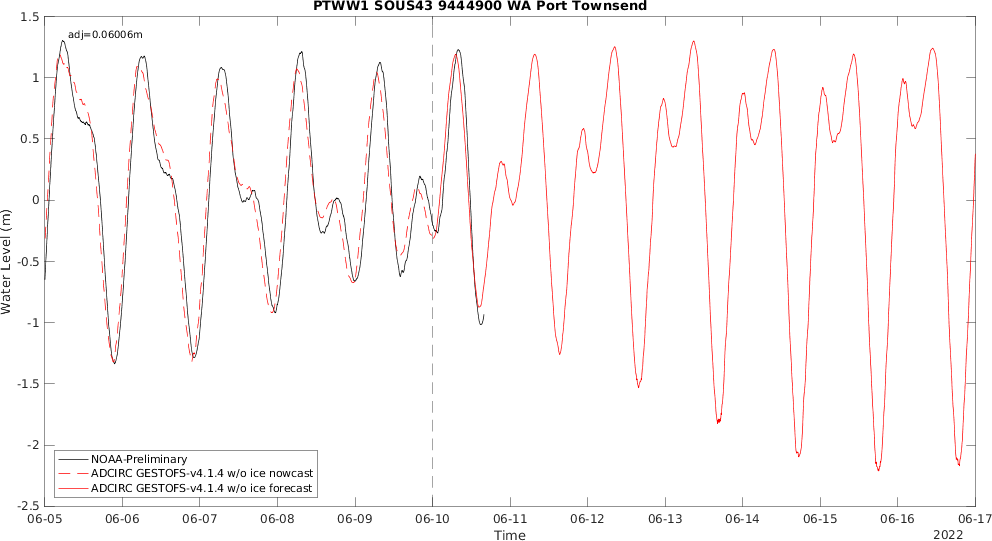 PTWW1 SOUS43 9444900 WA Port Townsend
adj=0.06006m
1.5
1
0.5
0
-0.5
-1
-1.5
-2
-2.5
Water Level (m)
NOAA-Preliminary
ADCIRC GESTOFS-v4.1.4 w/o ice nowcast
ADCIRC GESTOFS-v4.1.4 w/o ice forecast
06-05 06-06 06-07 06-08 06-09 06-10 06-11 06-12 06-13 06-14 06-15 06-16 06-17
Time
2022